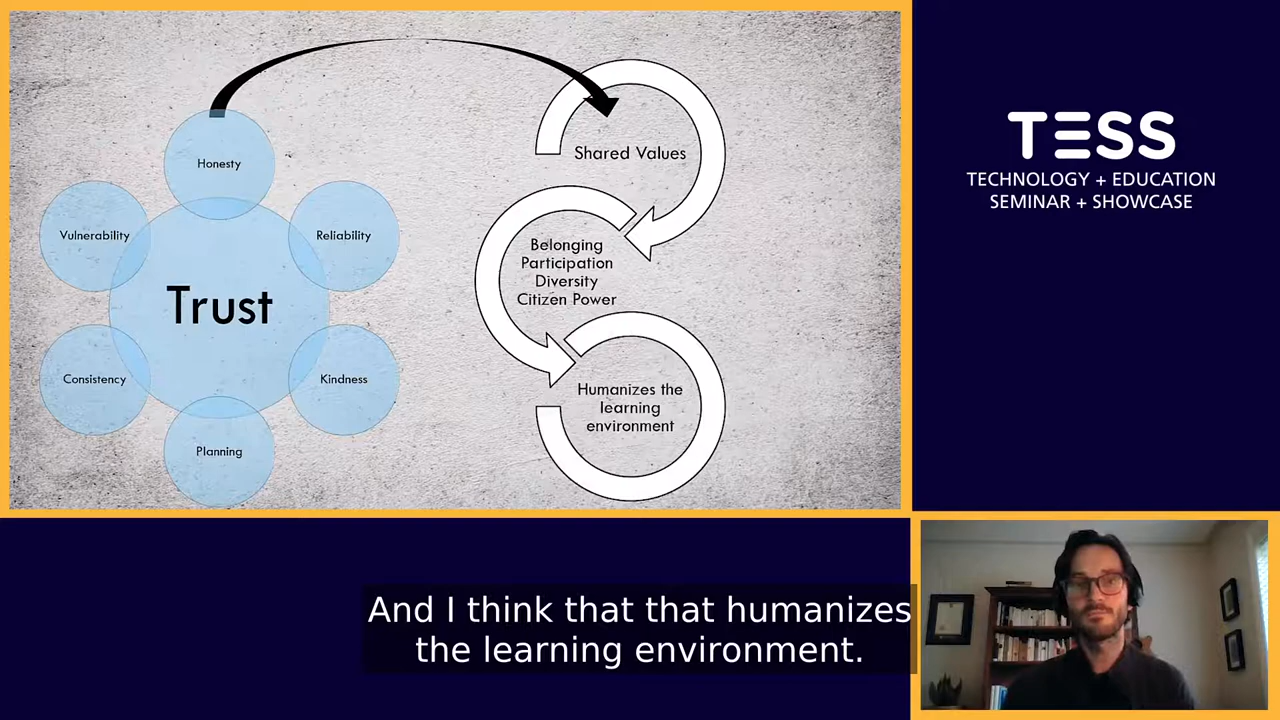 Honesty
Vulnerability
Reliability
Trust
Consistency
Kindness
Planning
Shared Values
Belonging
Participation
Diversity
Citizen Power
Humanizes the
learning
environment
TESS
TECHNOLOGY + EDUCATION
SEMINAR + SHOWCASE
And I think that that humanizes
the learning environment.